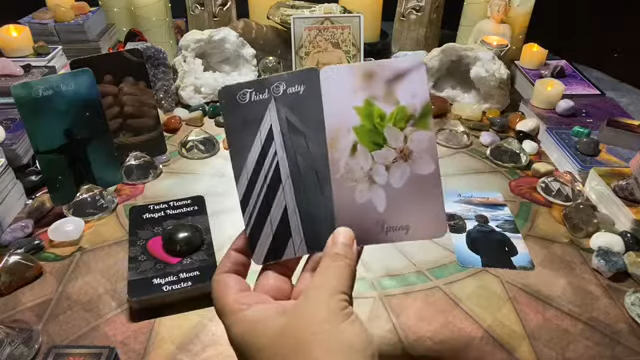 Third Party
Spring
Twin Flame
Angel Numbers
Mystic Moon
Oracles